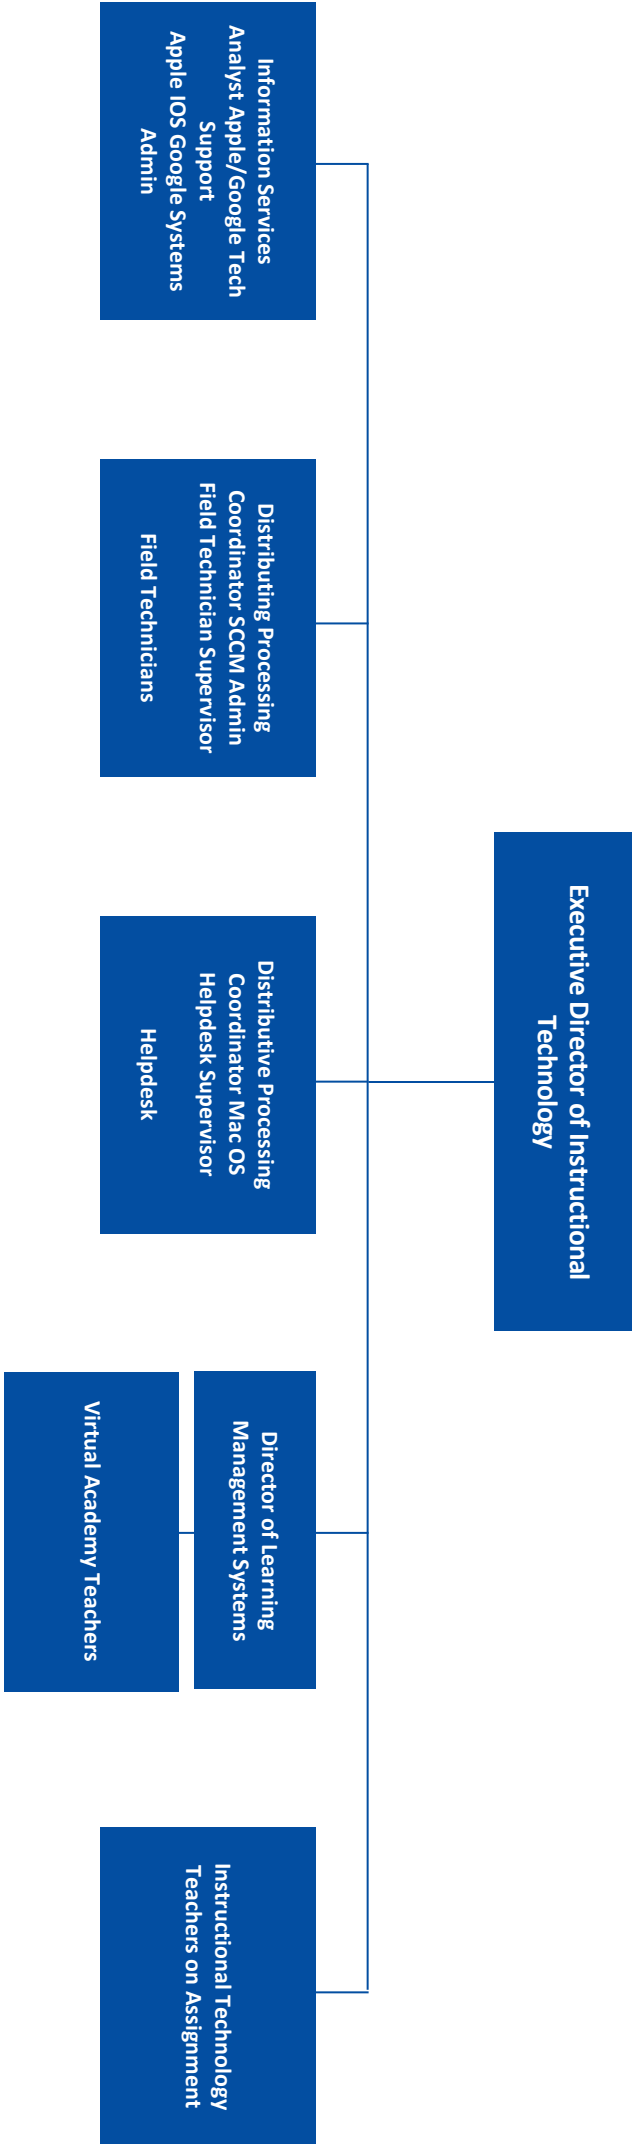 Executive Director of Instructional
Technology
Information Services
Analyst Apple/Google Tech
Support
Apple IOS Google Systems
Admin
Distributing Processing
Coordinator SCCM Admin
Field Technician Supervisor
Field Technicians
Distributive Processing
Coordinator Mac OS
Helpdesk Supervisor
Helpdesk
Director of Learning
Management Systems
Virtual Academy Teachers
Instructional Technology
Teachers on Assignment